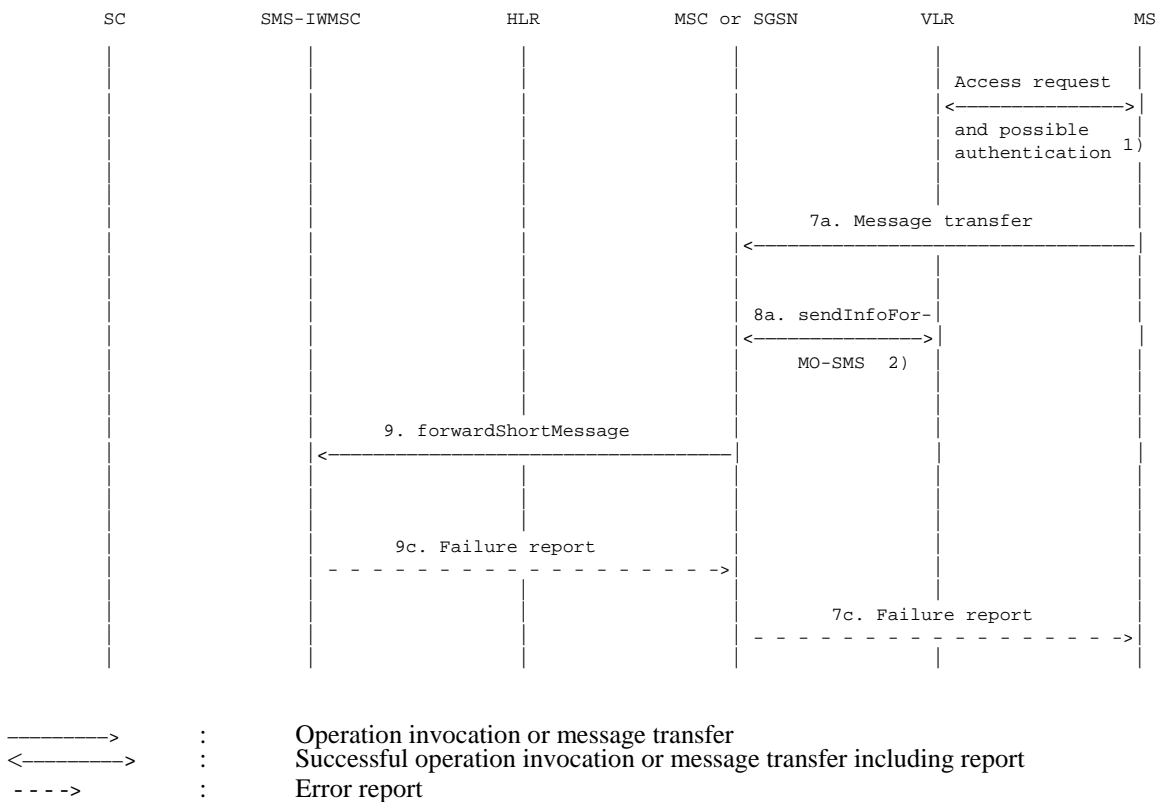 SC SMS-IWMSC HLR MSC or SGSN VLR MS
Access request
and possible
authentication 1)
7a. Message transfer
8a. sendInfoFor-
MO-SMS 2)
9. forwardShortMessage
9c. Failure report
7c. Failure report
: Operation invocation or message transfer
: Successful operation invocation or message transfer including report
: Error report